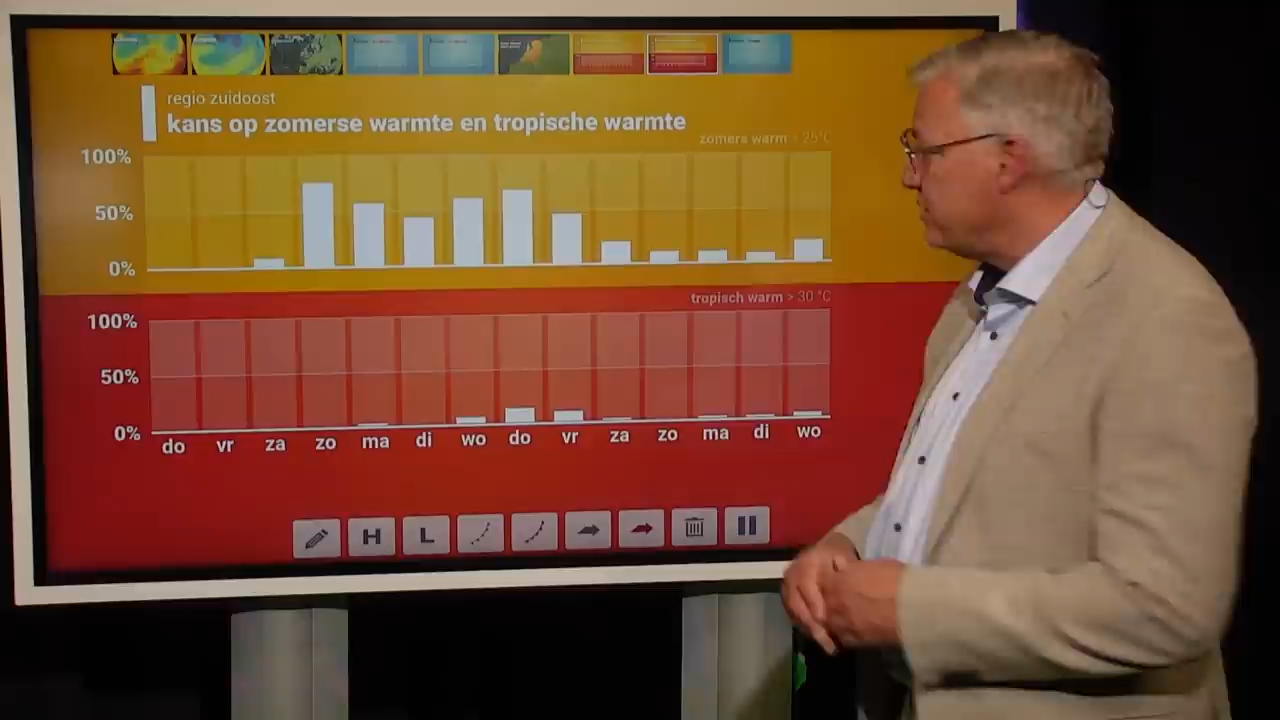 regio zuidoost
kans op zomerse warmte en tropische warmte
zomers warm > 25°C
100%
50%
0%
tropisch warm > 30 °C
100%
50%
0%
do vr za zo ma di wo do vr za zo ma di wo
H L